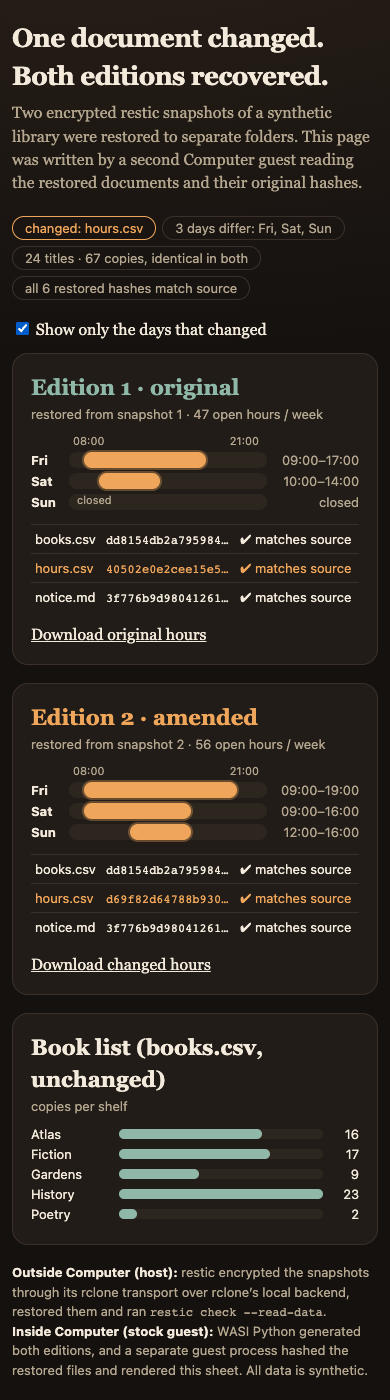 One document changed.
Both editions recovered.
Two encrypted restic snapshots of a synthetic
library were restored to separate folders. This page
was written by a second Computer guest reading
the restored documents and their original hashes.
changed: hours.csv
3 days differ: Fri, Sat, Sun
24 titles · 67 copies, identical in both
all 6 restored hashes match source
Show only the days that changed
Edition 1 · original
restored from snapshot 1 · 47 open hours / week
08:00 21:00
Fri 09:00–17:00
Sat 10:00–14:00
Sun closed closed
books.csv dd8154db2a795984… ✔ matches source
hours.csv 40502e0e2cee15e5… ✔ matches source
notice.md 3f776b9d98041261… ✔ matches source
Download original hours
Edition 2 · amended
restored from snapshot 2 · 56 open hours / week
08:00 21:00
Fri 09:00–19:00
Sat 09:00–16:00
Sun 12:00–16:00
books.csv dd8154db2a795984… ✔ matches source
hours.csv d69f82d64788b930… ✔ matches source
notice.md 3f776b9d98041261… ✔ matches source
Download changed hours
Book list (books.csv,
unchanged)
copies per shelf
Atlas 16
Fiction 17
Gardens 9
History 23
Poetry 2
Outside Computer (host): restic encrypted the snapshots
through its rclone transport over rclone’s local backend,
restored them and ran restic check --read-data.
Inside Computer (stock guest): WASI Python generated
both editions, and a separate guest process hashed the
restored files and rendered this sheet. All data is synthetic.